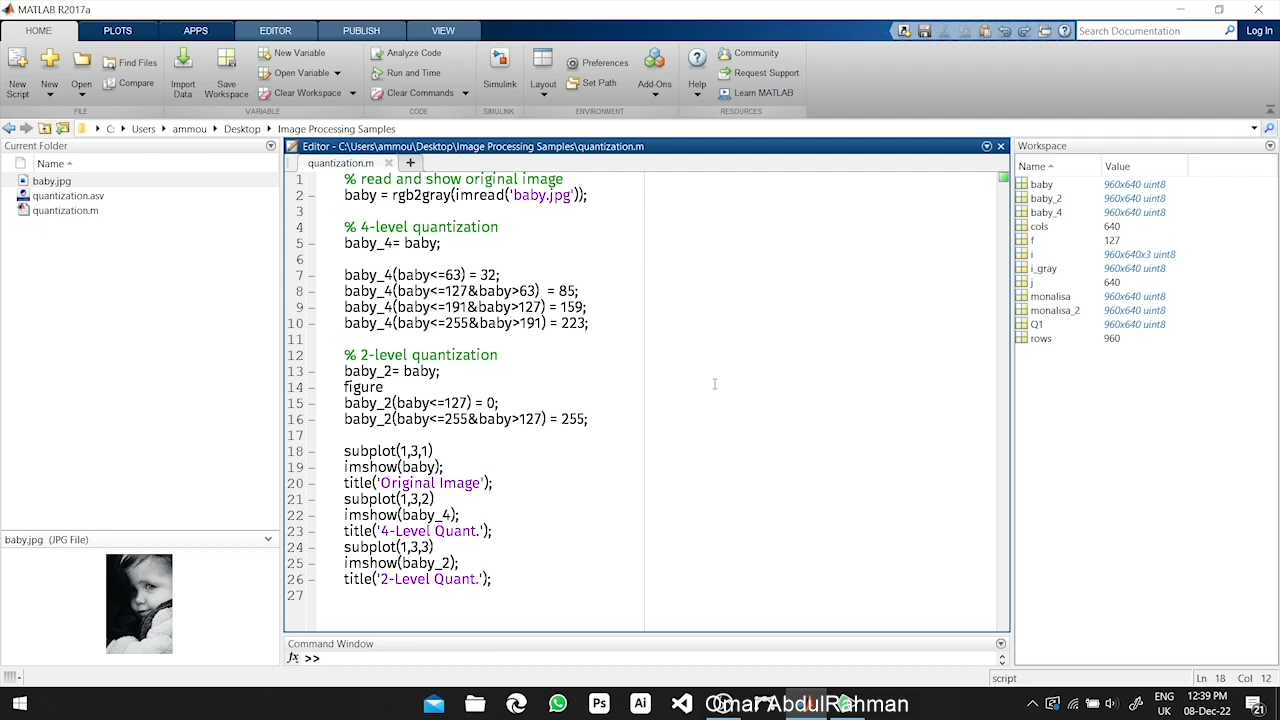 MATLAB R2017a
HOME PLOTS APPS EDITOR PUBLISH VIEW Search Documentation Log In
New Script New Open Find Files Compare Import Data Save Workspace New Variable Open Variable Clear Workspace Analyze Code Run and Time Clear Commands Simulink Layout Preferences Set Path Add-Ons Help Community Request Support Learn MATLAB
FILE VARIABLE CODE SIMULINK ENVIRONMENT RESOURCES
C: Users ammou Desktop Image Processing Samples
Current Folder
Name
baby.jpg
quantization.asv
quantization.m
baby.jpg (JPG File)
Editor - C:\Users\ammou\Desktop\Image Processing Samples\quantization.m
quantization.m
1 % read and show original image
2 – baby = rgb2gray(imread('baby.jpg'));
3
4 % 4-level quantization
5 – baby_4= baby;
6
7 – baby_4(baby<=63) = 32;
8 – baby_4(baby<=127&baby>63)  = 85;
9 – baby_4(baby<=191&baby>127) = 159;
10 – baby_4(baby<=255&baby>191) = 223;
11
12 % 2-level quantization
13 – baby_2= baby;
14 – figure
15 – baby_2(baby<=127) = 0;
16 – baby_2(baby<=255&baby>127) = 255;
17
18 – subplot(1,3,1)
19 – imshow(baby);
20 – title('Original Image');
21 – subplot(1,3,2)
22 – imshow(baby_4);
23 – title('4-Level Quant.');
24 – subplot(1,3,3)
25 – imshow(baby_2);
26 – title('2-Level Quant.');
27
Command Window
fx >>
Workspace
Name Value
baby 960x640 uint8
baby_2 960x640 uint8
baby_4 960x640 uint8
cols 640
f 127
i 960x640x3 uint8
i_gray 960x640 uint8
j 640
monalisa 960x640 uint8
monalisa_2 960x640 uint8
Q1 960x640 uint8
rows 960
script Ln 18 Col 12
Ps Ai Omar AbdulRahman
ENG UK
12:39 PM
08-Dec-22
21